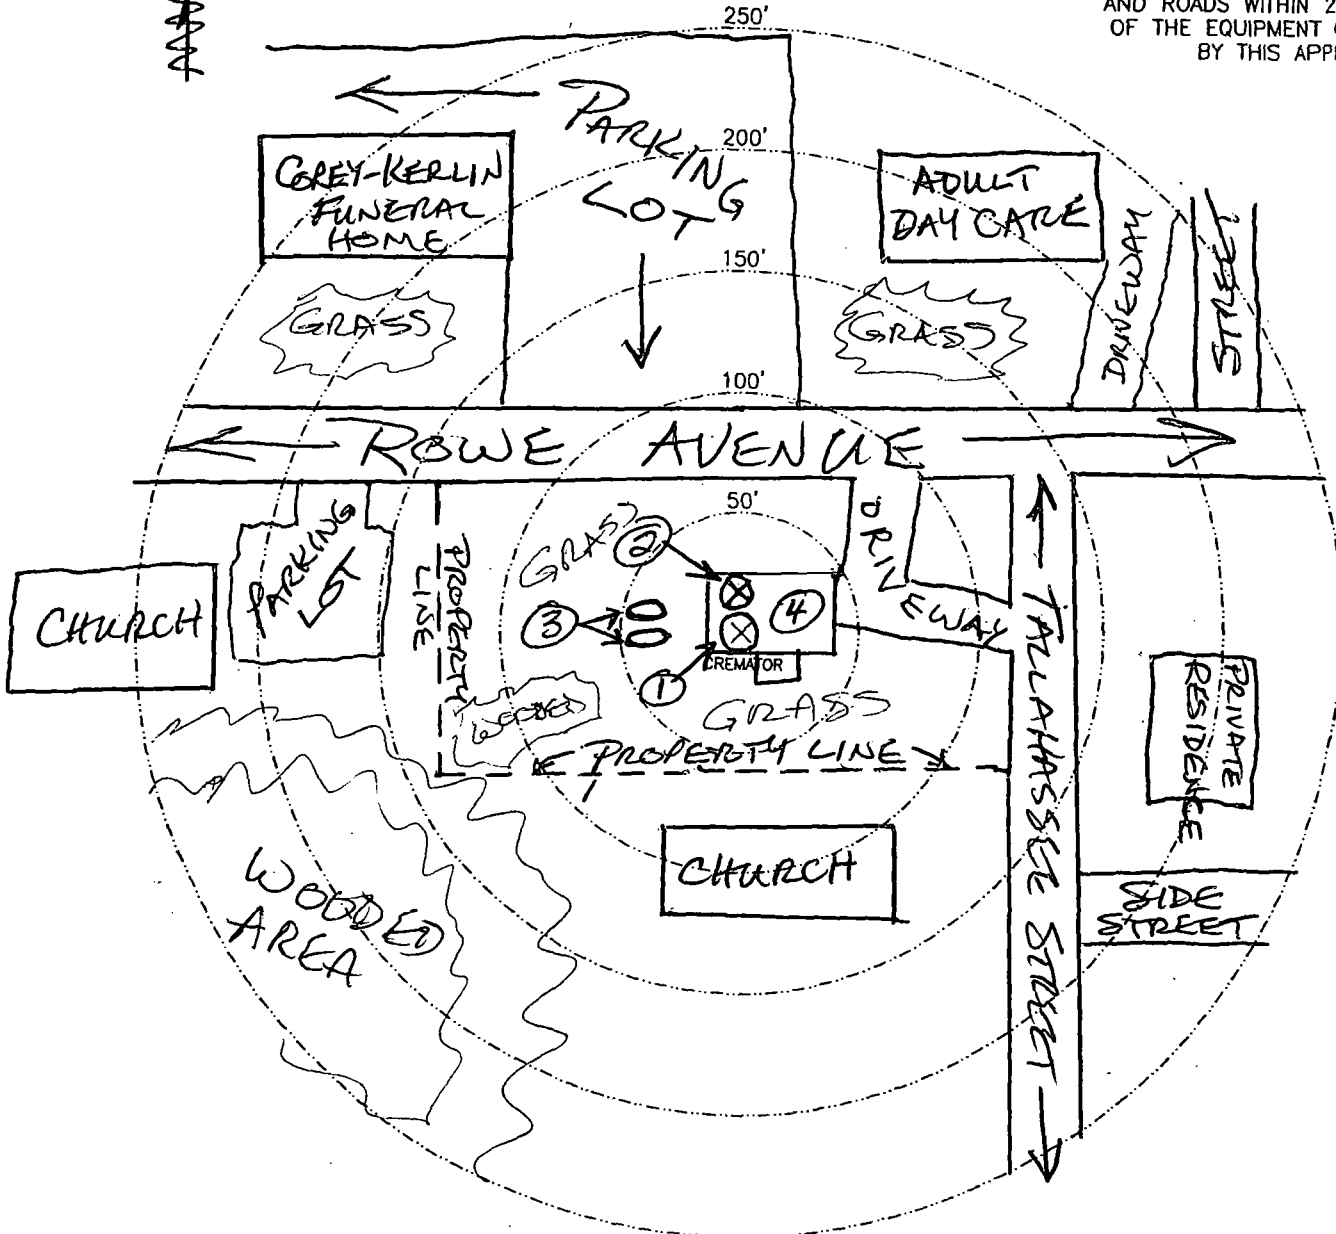 250'
AND ROADS WITHIN 2
OF THE EQUIPMENT
BY THIS APP
PARKING
LOT
200'
COREY-KERLIN
FUNERAL
HOME
ADULT
DAY CARE
150'
DRIVEWAY
STREET
GRASS
GRASS
100'
ROWE AVENUE
50'
PARKING
LOT
PROPERTY
LINE
GRASS
②
③
④
①
CREMATOR
DRIVEWAY
CHURCH
TALLAHASSEE STREET
PRIVATE
RESIDENCE
WOODED
GRASS
PROPERTY LINE
CHURCH
SIDE
STREET
WOODED
AREA